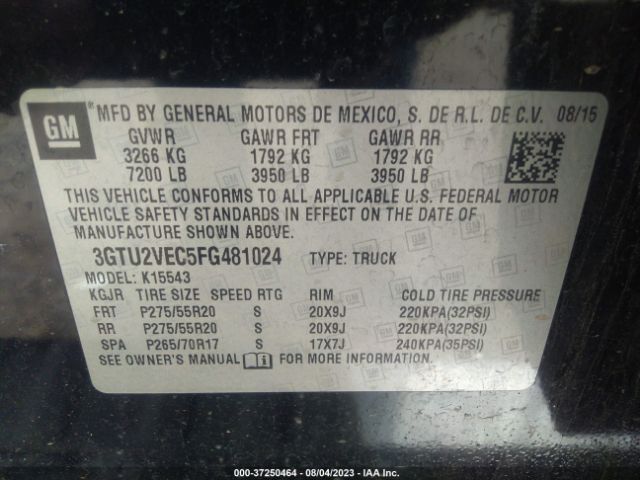 GM ® MFD BY GENERAL MOTORS DE MEXICO, S. DE R.L. DE C.V. 08/15
GVWR GAWR FRT GAWR RR
3266 KG 1792 KG 1792 KG
7200 LB 3950 LB 3950 LB
THIS VEHICLE CONFORMS TO ALL APPLICABLE U.S. FEDERAL MOTOR
VEHICLE SAFETY STANDARDS IN EFFECT ON THE DATE OF
MANUFACTURE SHOWN ABOVE.
3GTU2VEC5FG481024 TYPE: TRUCK
MODEL: K15543
KGJR TIRE SIZE SPEED RTG RIM COLD TIRE PRESSURE
FRT P275/55R20 S 20X9J 220KPA(32PSI)
RR P275/55R20 S 20X9J 220KPA(32PSI)
SPA P265/70R17 S 17X7J 240KPA(35PSI)
SEE OWNER'S MANUAL FOR MORE INFORMATION.
000-37250464 - 08/04/2023 - IAA Inc.